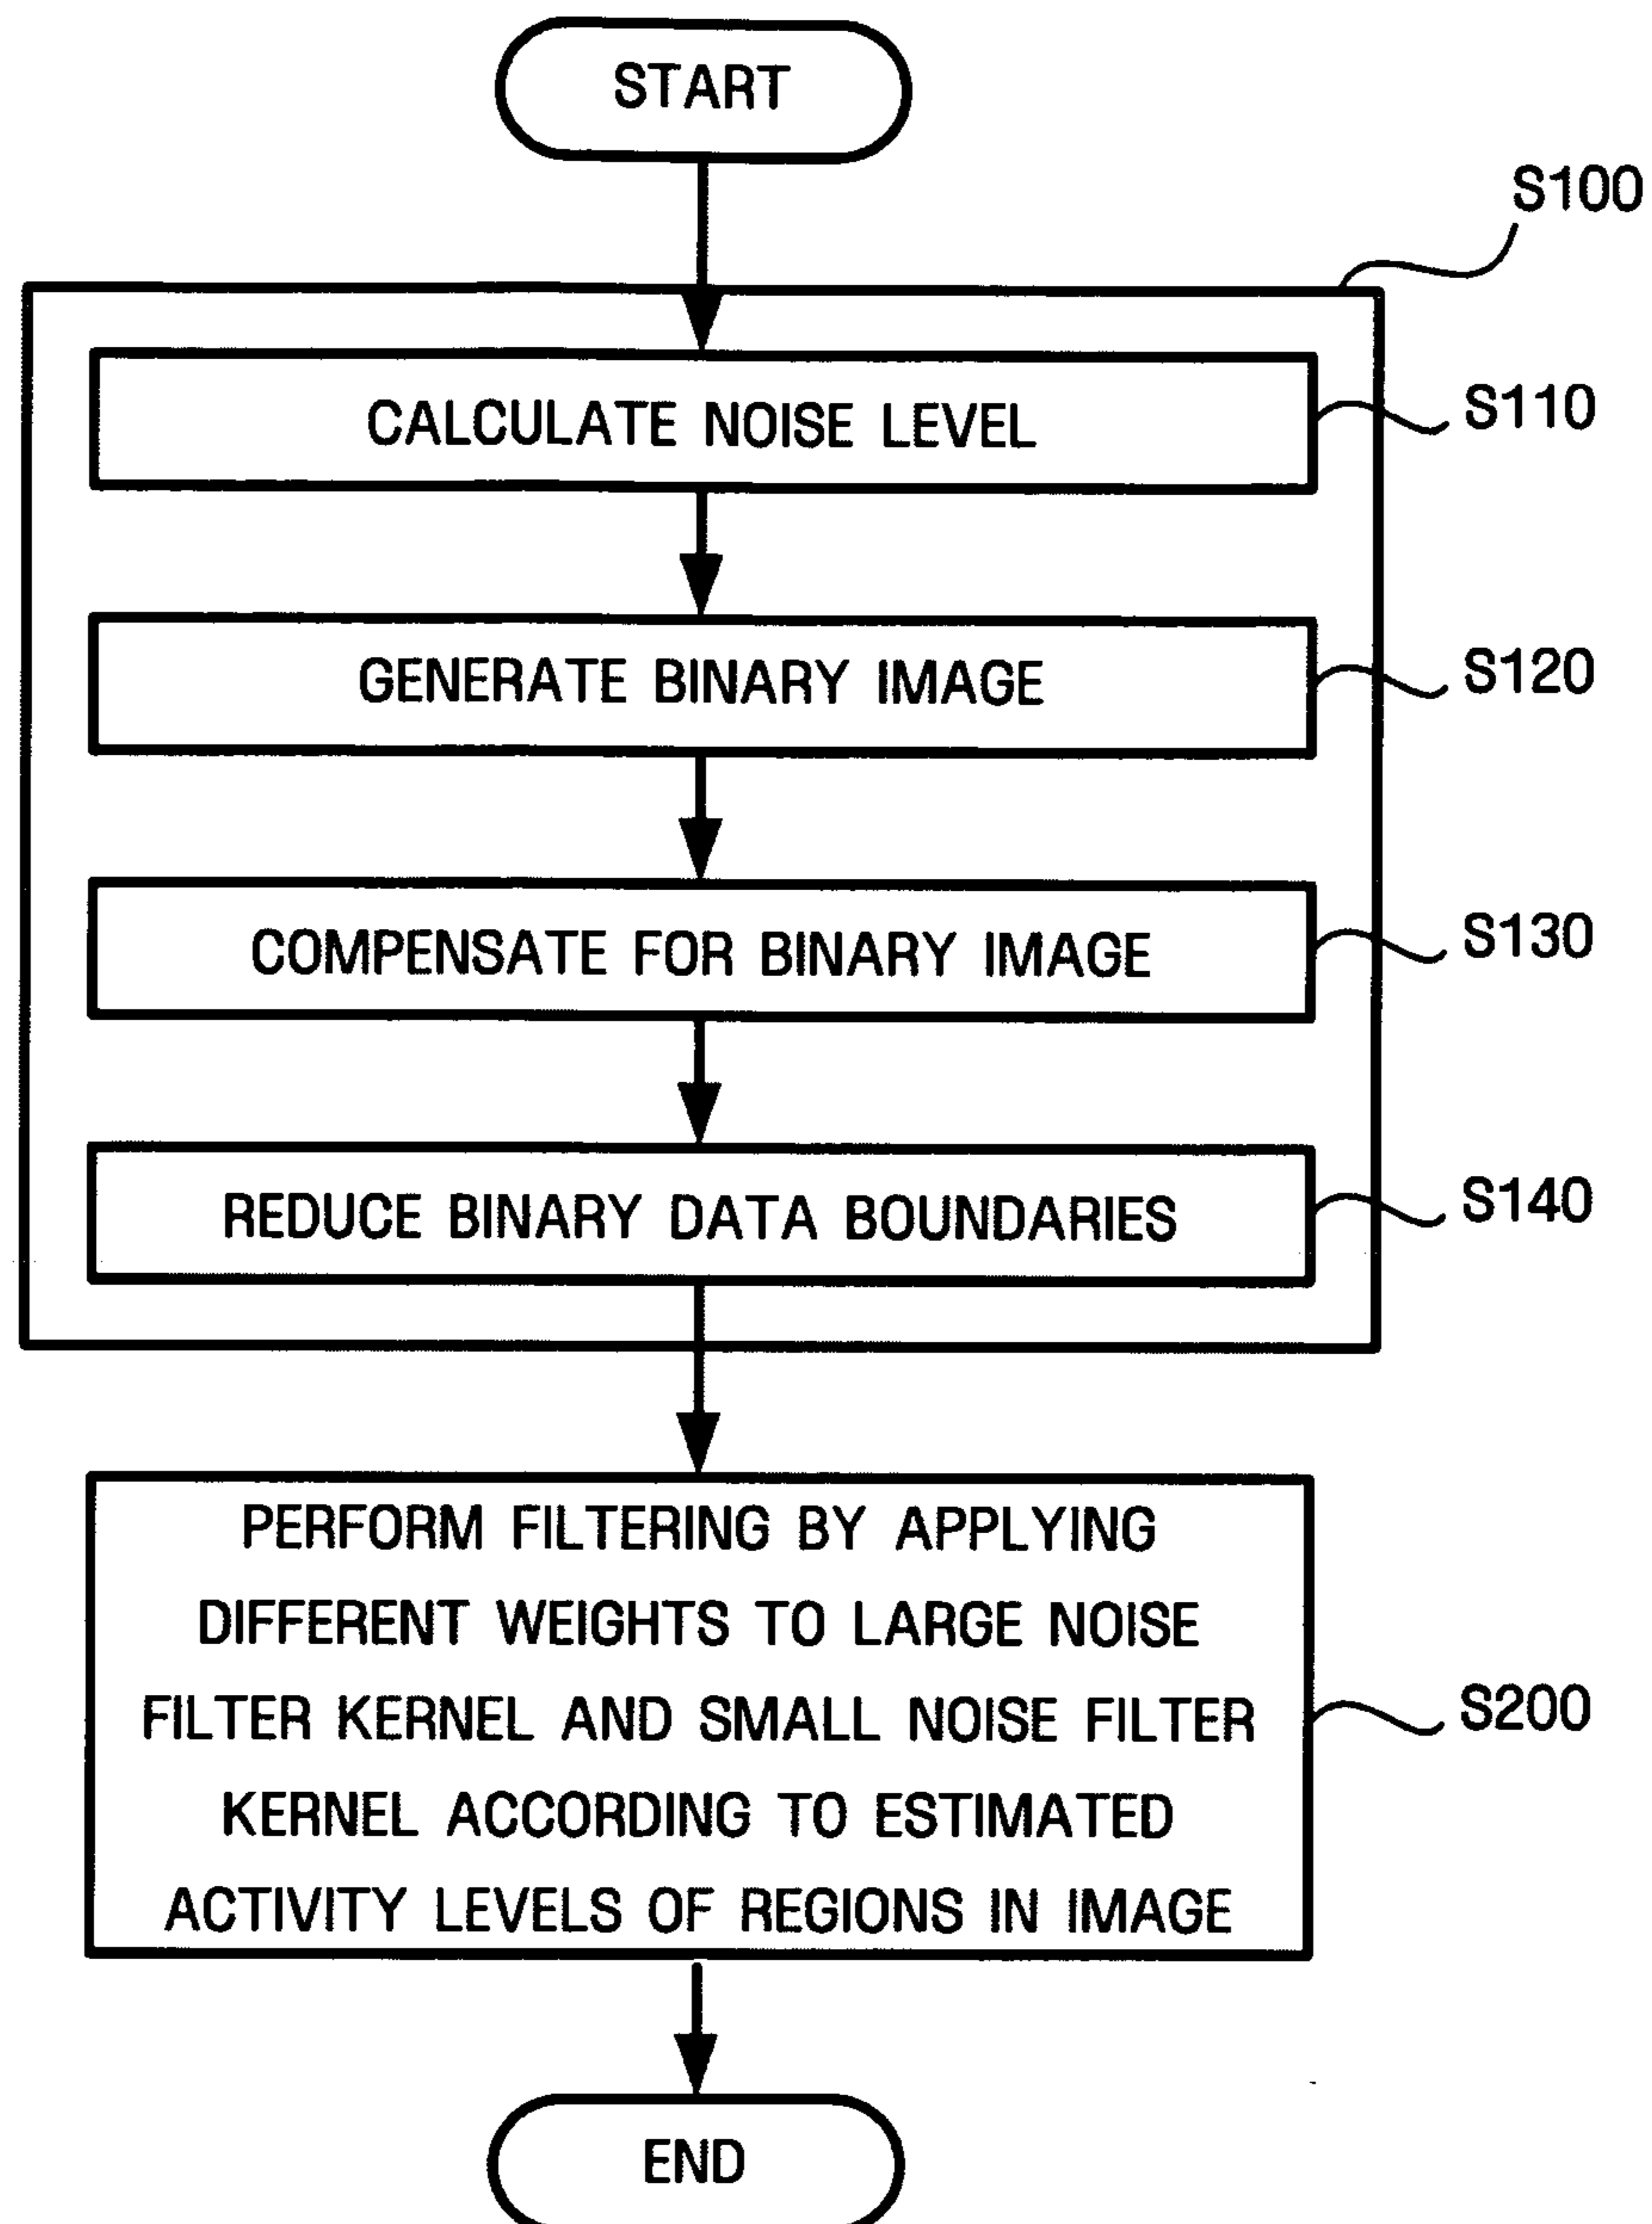 START
S100
CALCULATE NOISE LEVEL
S110
GENERATE BINARY IMAGE
S120
COMPENSATE FOR BINARY IMAGE
S130
REDUCE BINARY DATA BOUNDARIES
S140
PERFORM FILTERING BY APPLYING
DIFFERENT WEIGHTS TO LARGE NOISE
FILTER KERNEL AND SMALL NOISE FILTER
KERNEL ACCORDING TO ESTIMATED
ACTIVITY LEVELS OF REGIONS IN IMAGE
S200
END